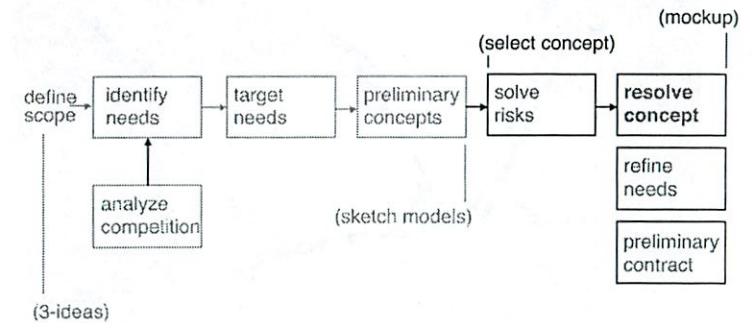 (mockup)
(select concept)
define
scope
identify
needs
target
needs
preliminary
concepts
solve
risks
resolve
concept
analyze
competition
(sketch models)
refine
needs
preliminary
contract
(3-ideas)